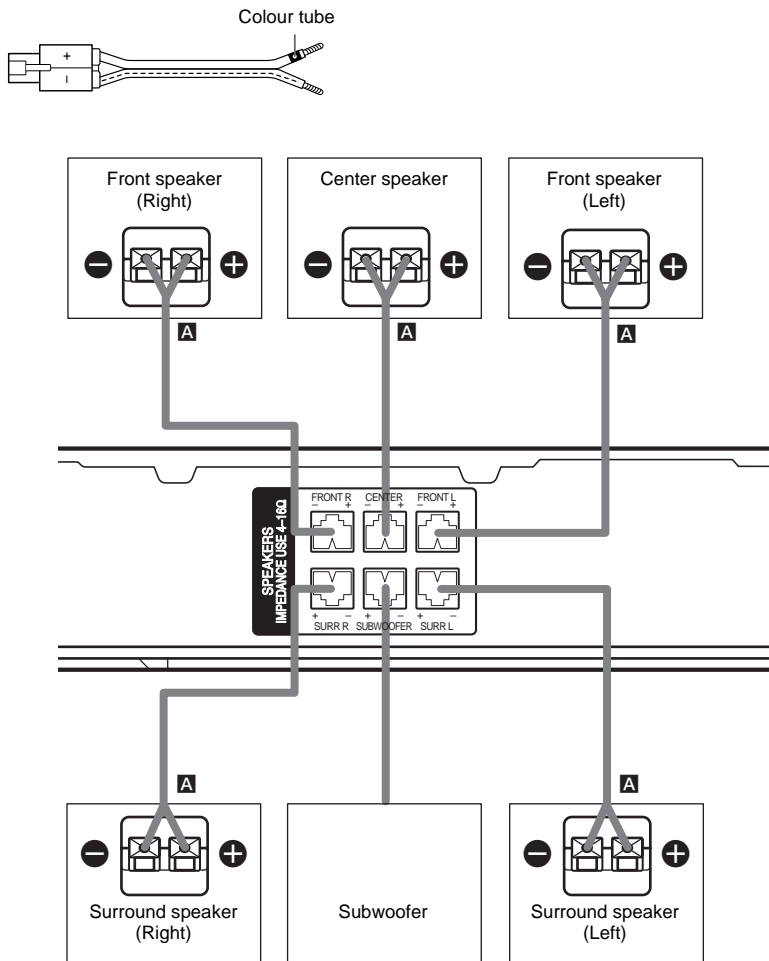 Colour tube
+
–
Front speaker
(Right)
Center speaker
Front speaker
(Left)
– +
– +
– +
A
A
A
SPEAKERS
IMPEDANCE USE 4–16Ω
FRONT R CENTER FRONT L
– + – + – +
+ – + – + –
SURR R SUBWOOFER SURR L
A
A
– +
– +
Surround speaker
(Right)
Subwoofer
Surround speaker
(Left)